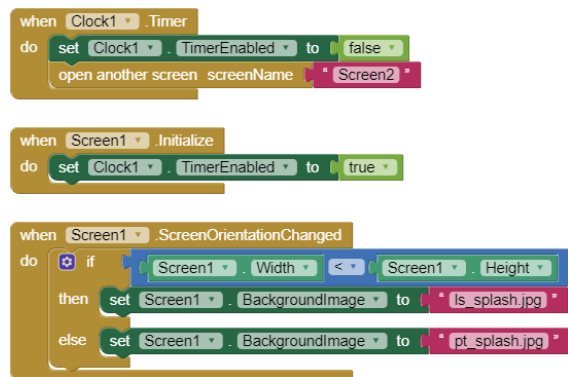 when Clock1 .Timer
do set Clock1 . TimerEnabled to false
open another screen screenName " Screen2 "
when Screen1 .Initialize
do set Clock1 . TimerEnabled to true
when Screen1 .ScreenOrientationChanged
do if Screen1 . Width < Screen1 . Height
then set Screen1 . BackgroundImage to " ls_splash.jpg "
else set Screen1 . BackgroundImage to " pt_splash.jpg "